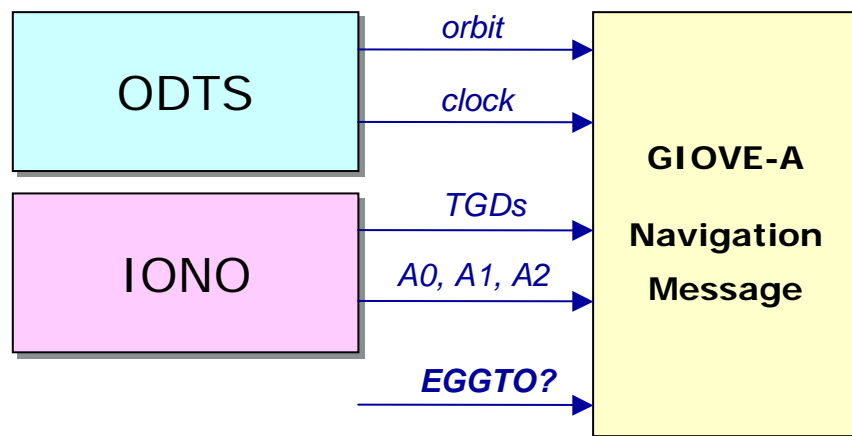 orbit
ODTS
clock
GIOVE-A
Navigation
Message
TGDs
IONO
A0, A1, A2
EGGTO?